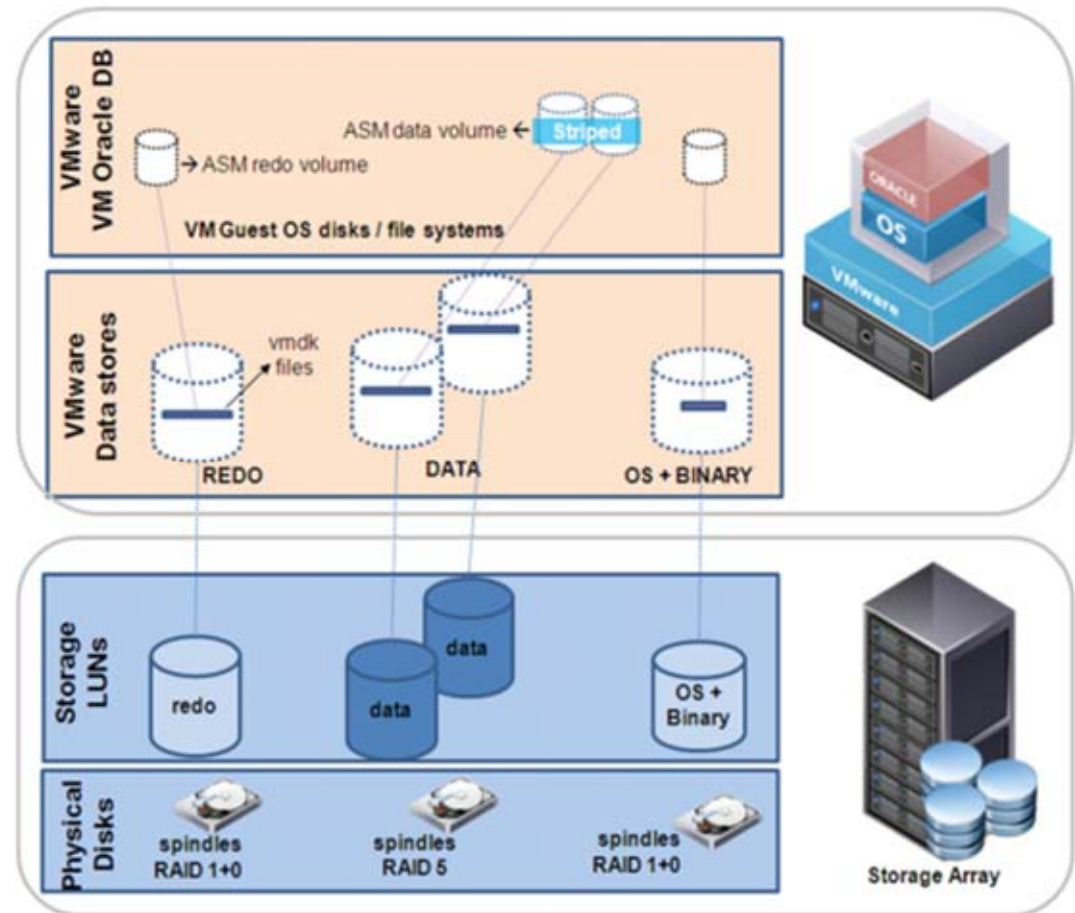 VMware
VM Oracle DB
ASM data volume ←
Striped
→ ASM redo volume
VM Guest OS disks / file systems
ORACLE
OS
VMware
VMware
Data stores
vmdk
files
REDO
DATA
OS + BINARY
Storage
LUNs
redo
data
data
OS +
Binary
Physical
Disks
spindles
RAID 1+0
spindles
RAID 5
spindles
RAID 1+0
Storage Array